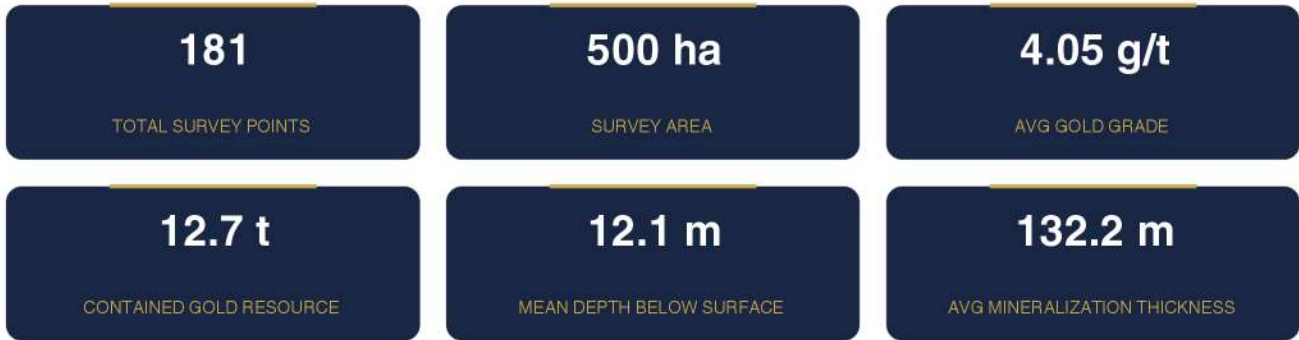 181
TOTAL SURVEY POINTS
500 ha
SURVEY AREA
4.05 g/t
AVG GOLD GRADE
12.7 t
CONTAINED GOLD RESOURCE
12.1 m
MEAN DEPTH BELOW SURFACE
132.2 m
AVG MINERALIZATION THICKNESS